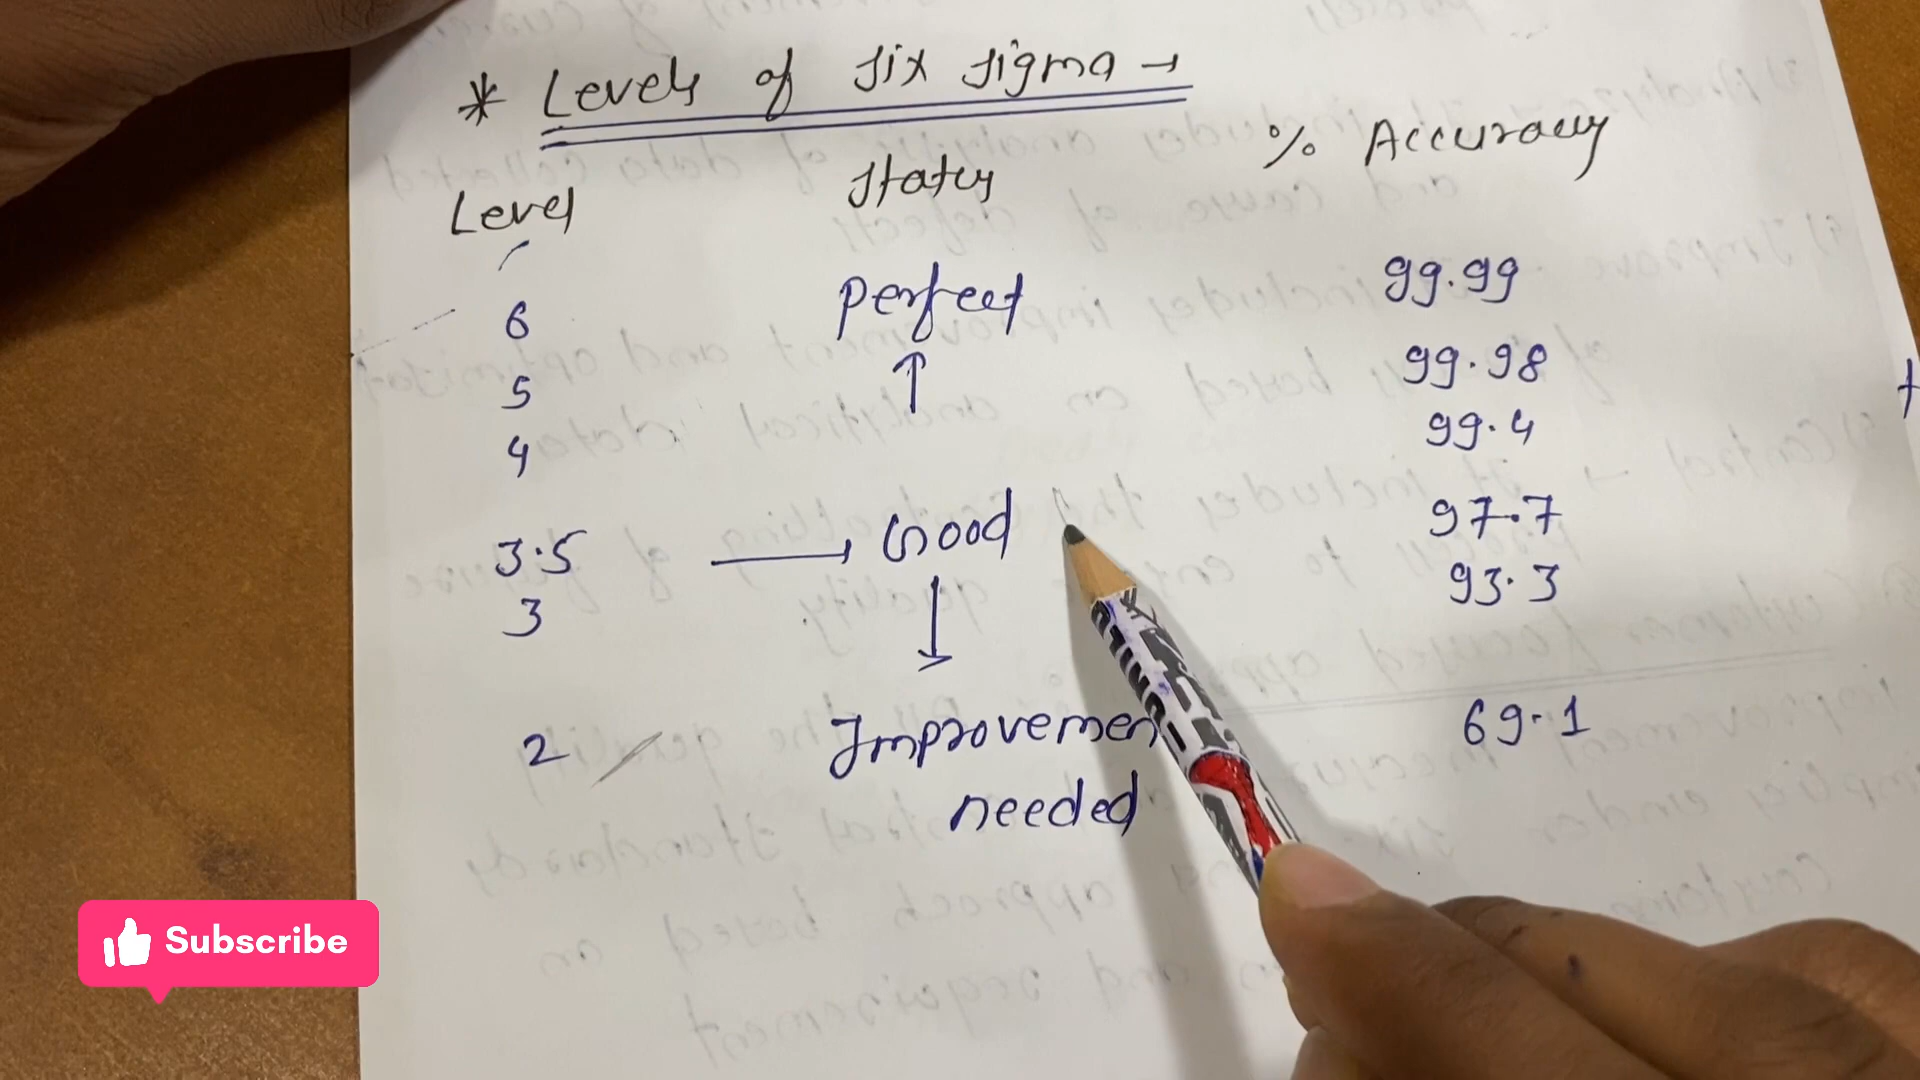 * Levels of Six Sigma →
Level Status % Accuracy
6 Perfect 99.99
5 ↑ 99.98
4 99.4
3.5 → Good 97.7
3 ↓ 93.3
2 Improvemen 69.1
needed
Subscribe